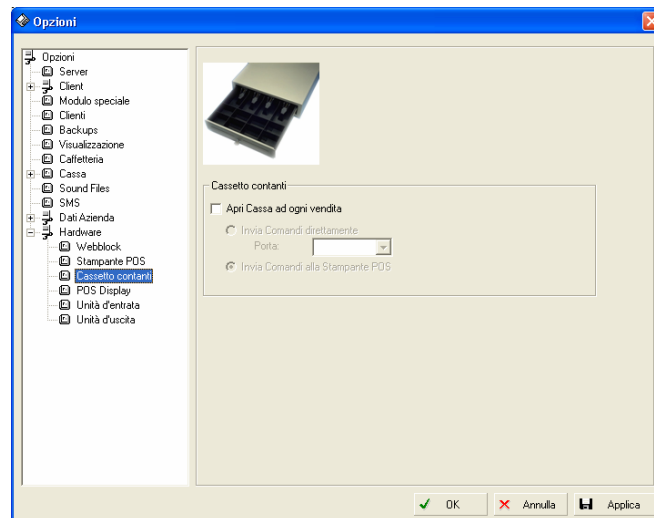 Opzioni
Opzioni
Server
Client
Modulo speciale
Clienti
Backups
Visualizzazione
Caffetteria
Cassa
Sound Files
SMS
Dati Azienda
Hardware
Webblock
Stampante POS
Cassetto contanti
POS Display
Unità d'entrata
Unità d'uscita
Cassetto contanti
Apri Cassa ad ogni vendita
Invia Comandi direttamente
Porta:
Invia Comandi alla Stampante POS
OK Annulla Applica